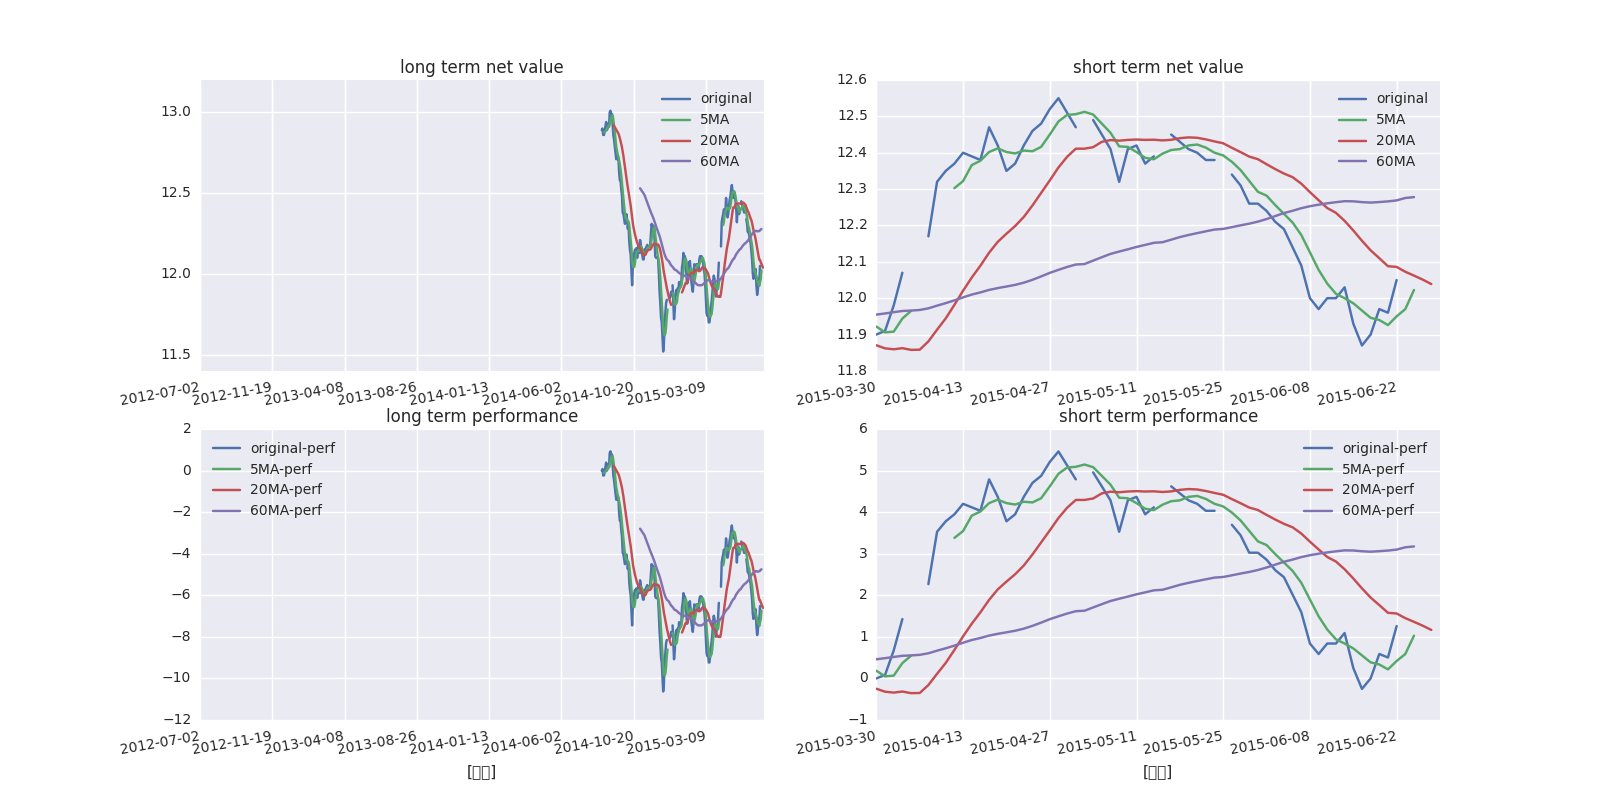 long term net value
13.0
12.5
12.0
11.5
original
5MA
20MA
60MA
2012-07-02 2012-11-19 2013-04-08 2013-08-26 2014-01-13 2014-06-02 2014-10-20 2015-03-09
short term net value
12.6
12.5
12.4
12.3
12.2
12.1
12.0
11.9
11.8
original
5MA
20MA
60MA
2015-03-30 2015-04-13 2015-04-27 2015-05-11 2015-05-25 2015-06-08 2015-06-22
long term performance
2
0
−2
−4
−6
−8
−10
−12
original-perf
5MA-perf
20MA-perf
60MA-perf
2012-07-02 2012-11-19 2013-04-08 2013-08-26 2014-01-13 2014-06-02 2014-10-20 2015-03-09
[▯▯]
short term performance
6
5
4
3
2
1
0
−1
original-perf
5MA-perf
20MA-perf
60MA-perf
2015-03-30 2015-04-13 2015-04-27 2015-05-11 2015-05-25 2015-06-08 2015-06-22
[▯▯]